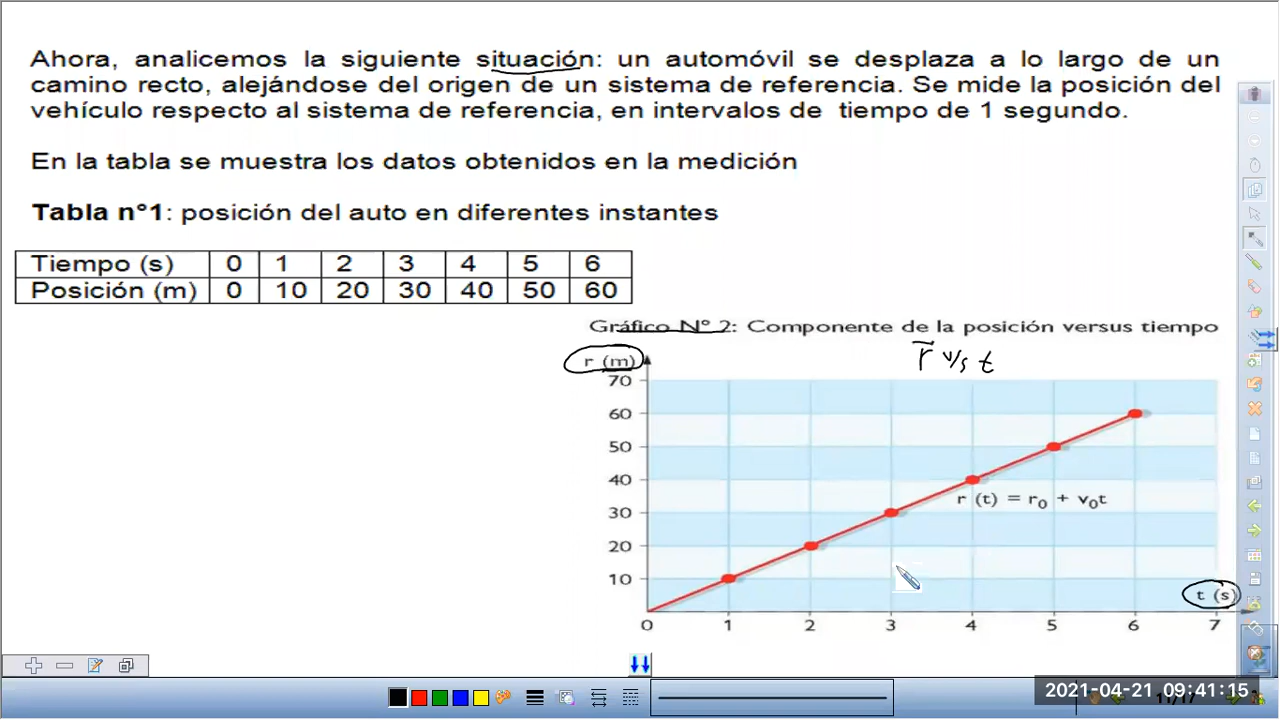 Ahora, analicemos la siguiente situación: un automóvil se desplaza a lo largo de un
camino recto, alejándose del origen de un sistema de referencia. Se mide la posición del
vehículo respecto al sistema de referencia, en intervalos de tiempo de 1 segundo.
En la tabla se muestra los datos obtenidos en la medición
Tabla n°1: posición del auto en diferentes instantes
Tiempo (s) 0 1 2 3 4 5 6
Posición (m) 0 10 20 30 40 50 60
Gráfico N° 2: Componente de la posición versus tiempo
r v/s t
r (m)
70
60
50
40
r (t) = r₀ + v₀t
30
20
10
t (s)
0 1 2 3 4 5 6 7
2021-04-21 09:41:15
11/17